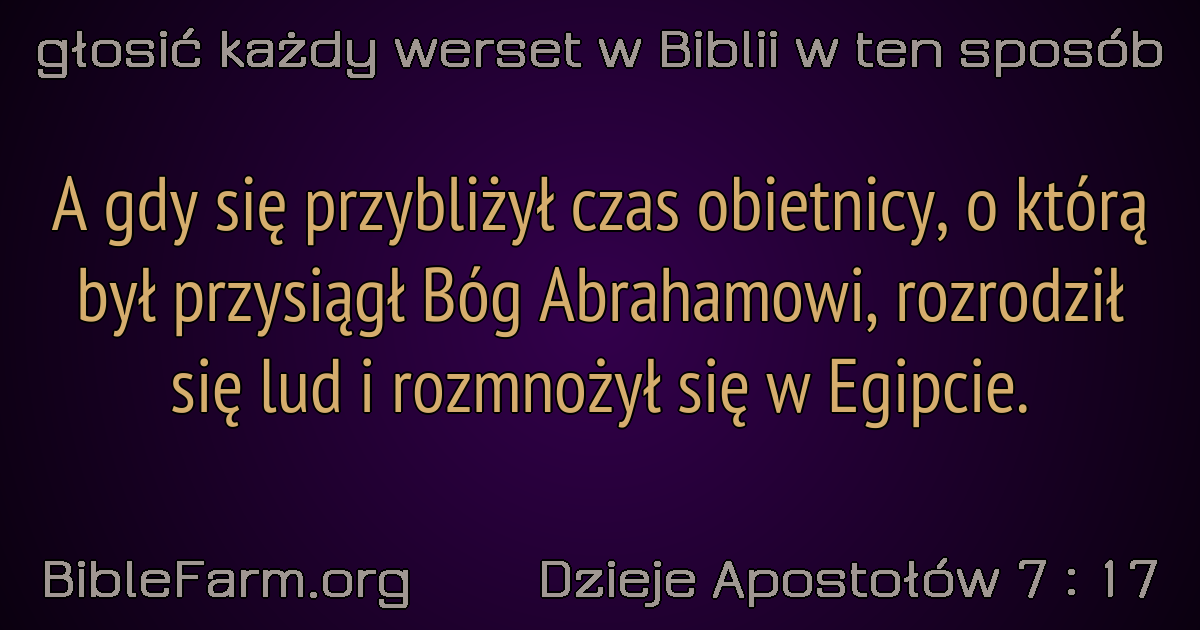 głosić każdy werset w Biblii w ten sposób
A gdy się przybliżył czas obietnicy, o którą
był przysiągł Bóg Abrahamowi, rozrodził
się lud i rozmnożył się w Egipcie.
BibleFarm.org Dzieje Apostołów 7 : 17